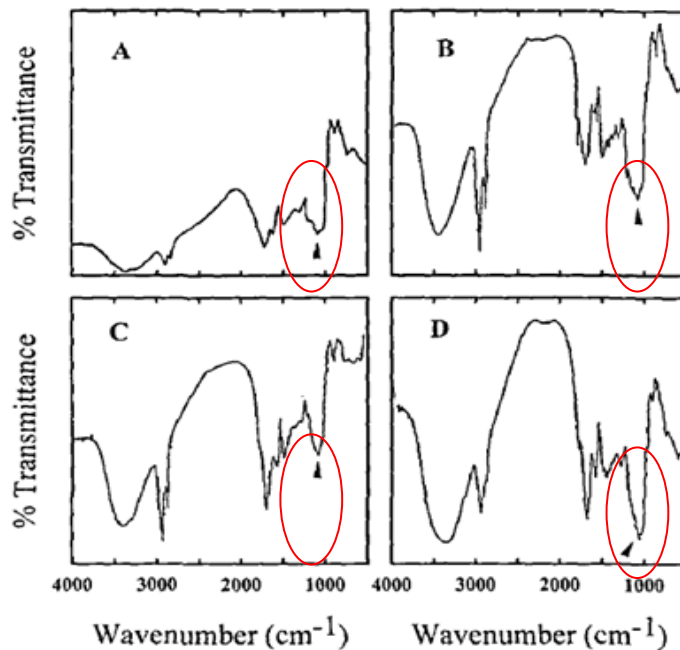 A
B
% Transmittance
C
D
% Transmittance
4000 3000 2000 1000
4000 3000 2000 1000
Wavenumber (cm⁻¹)
Wavenumber (cm⁻¹)